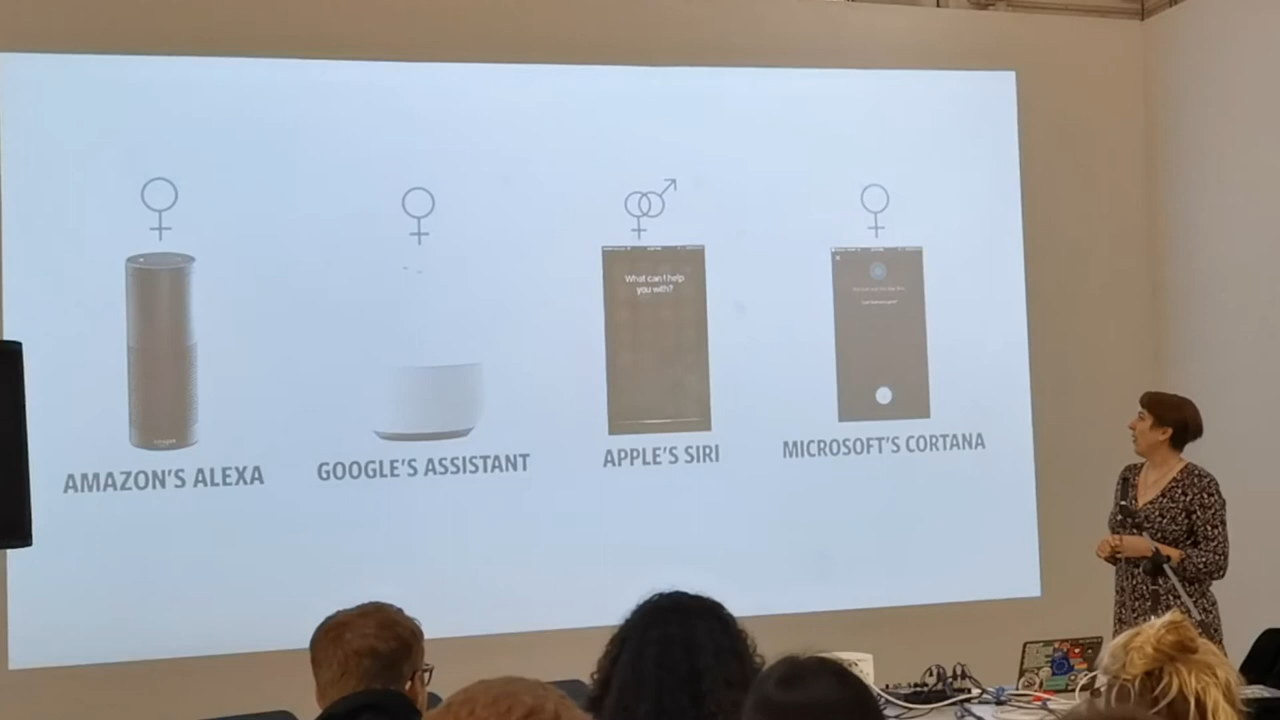 What can I help
you with?
AMAZON'S ALEXA
GOOGLE'S ASSISTANT
APPLE'S SIRI
MICROSOFT'S CORTANA